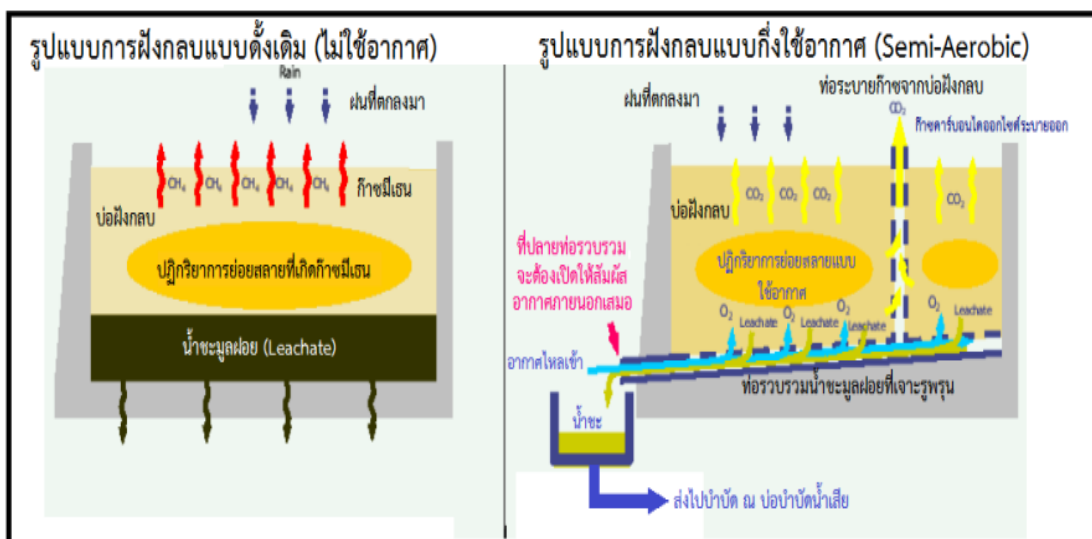 รูปแบบการฝังกลบแบบดั้งเดิม (ไม่ใช้อากาศ)
Rain
ฝนที่ตกลงมา
CH₄ CH₄ CH₄ CH₄ CH₄
ก๊าซมีเธน
บ่อฝังกลบ
ปฏิกริยาการย่อยสลายที่เกิดก๊าซมีเธน
น้ำชะมูลฝอย (Leachate)
รูปแบบการฝังกลบแบบกึ่งใช้อากาศ (Semi-Aerobic)
ท่อระบายก๊าซจากบ่อฝังกลบ
ฝนที่ตกลงมา
CO₂
ก๊าซคาร์บอนไดออกไซด์ระบายออก
CO₂ CO₂ CO₂
CO₂
บ่อฝังกลบ
ที่ปลายท่อรวบรวม
จะต้องเปิดให้สัมผัส
อากาศภายนอกเสมอ
ปฏิกริยาการย่อยสลายแบบ
ใช้อากาศ
O₂ Leachate O₂ Leachate O₂ Leachate O₂ Leachate
อากาศไหลเข้า
ท่อรวบรวมน้ำชะมูลฝอยที่เจาะรูพรุน
น้ำชะ
ส่งไปบำบัด ณ บ่อบำบัดน้ำเสีย